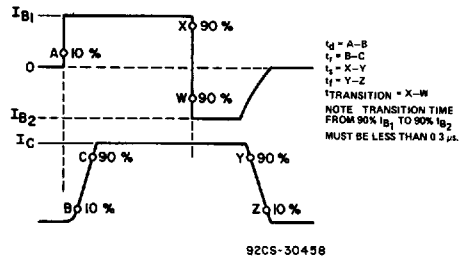 IB1
X 90 %
A 10 %
0
W 90 %
IB2
IC
C 90 %
Y 90 %
B 10 %
Z 10 %
td = A–B
tr = B–C
ts = X–Y
tf = Y–Z
tTRANSITION = X–W
NOTE TRANSITION TIME
FROM 90% IB1 TO 90% IB2
MUST BE LESS THAN 0 3 µs.
92CS-30458